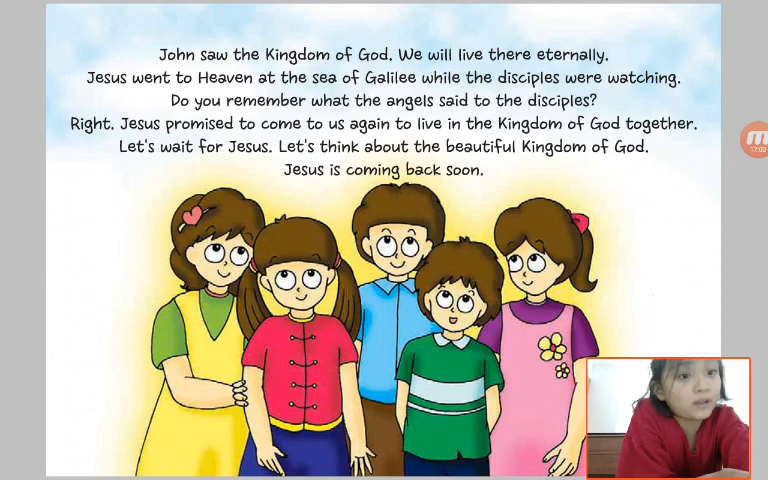 John saw the Kingdom of God. We will live there eternally.
Jesus went to Heaven at the sea of Galilee while the disciples were watching.
Do you remember what the angels said to the disciples?
Right. Jesus promised to come to us again to live in the Kingdom of God together.
Let's wait for Jesus. Let's think about the beautiful Kingdom of God.
Jesus is coming back soon.
17:03